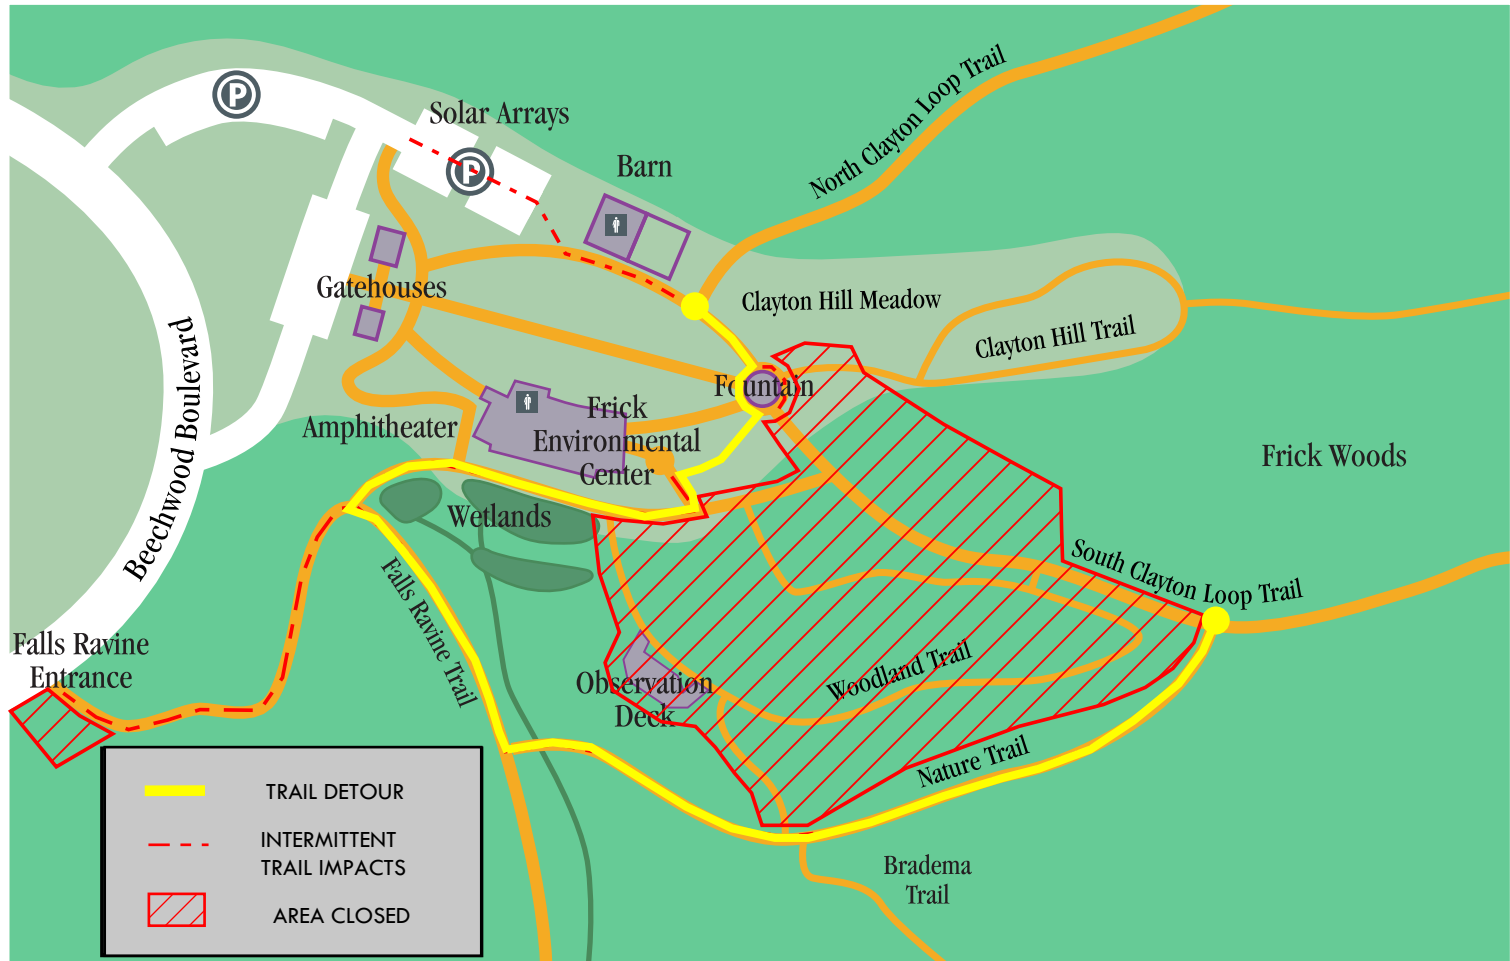 P
Solar Arrays
P
Barn
North Clayton Loop Trail
Gatehouses
Clayton Hill Meadow
Clayton Hill Trail
Beechwood Boulevard
Fountain
Amphitheater
Frick
Environmental
Center
Frick Woods
Wetlands
Falls Ravine Trail
South Clayton Loop Trail
Falls Ravine
Entrance
Observation
Deck
Woodland Trail
Nature Trail
Bradema
Trail
TRAIL DETOUR
INTERMITTENT
TRAIL IMPACTS
AREA CLOSED